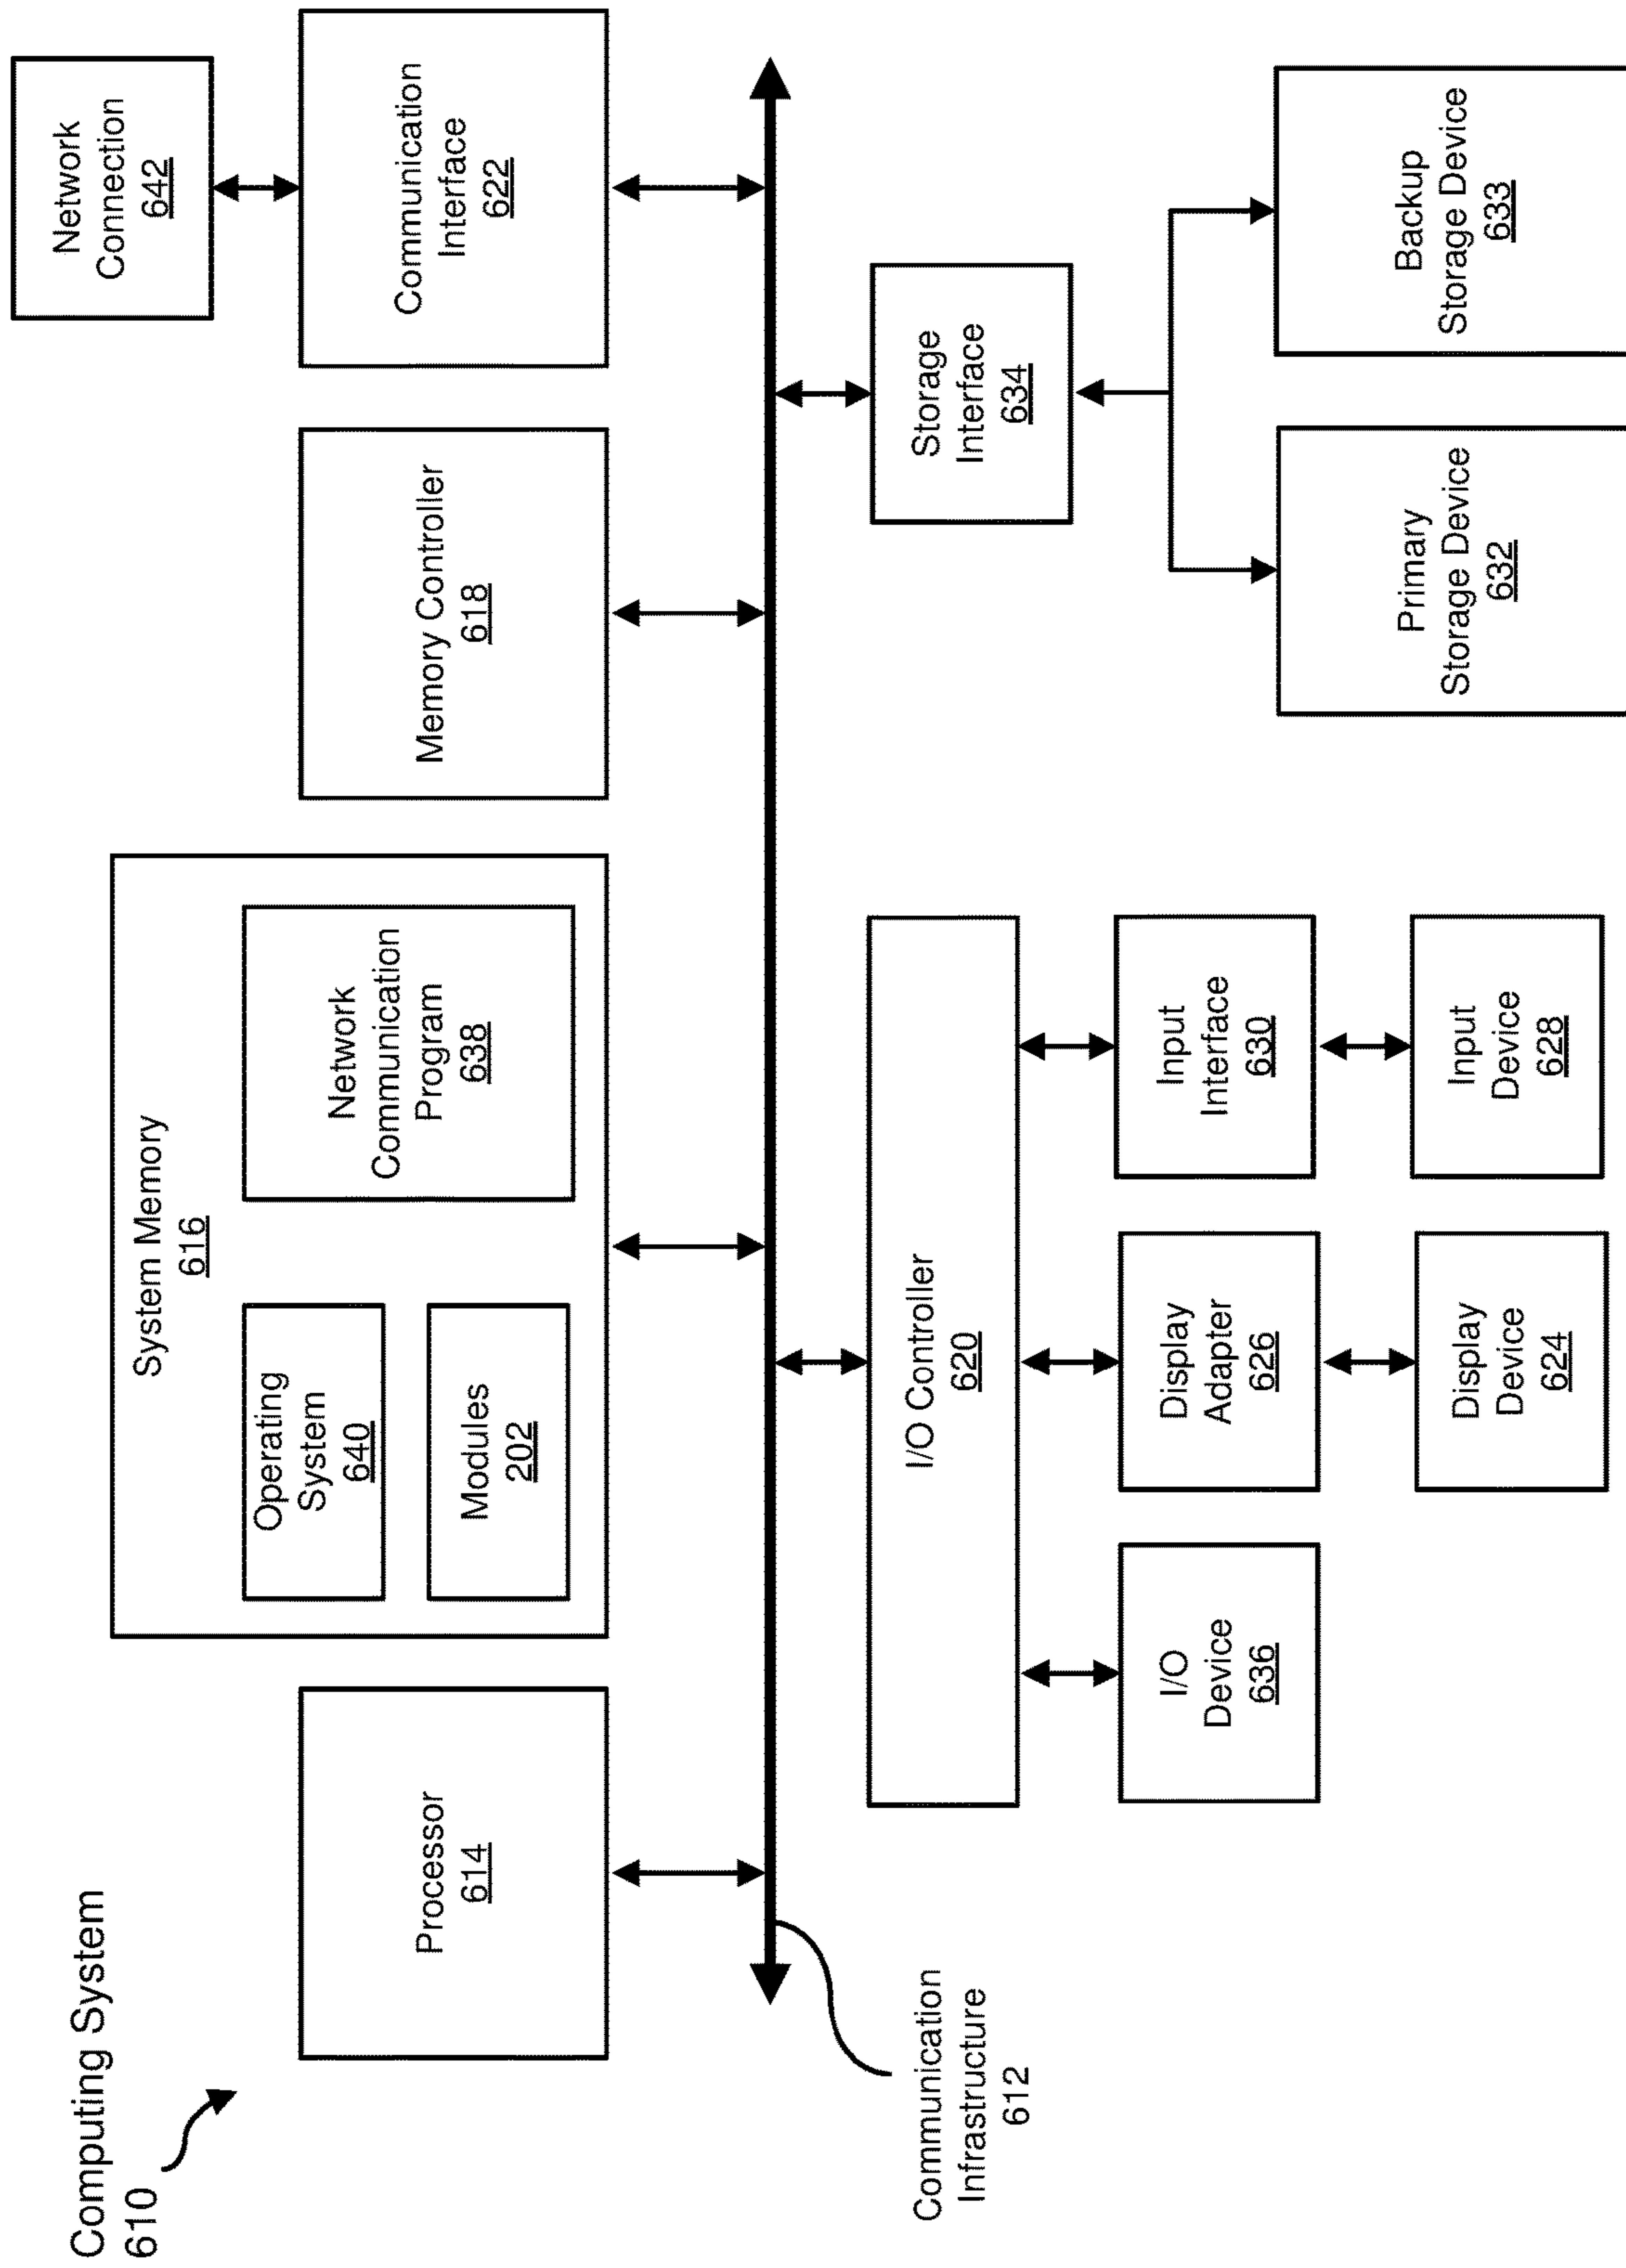 Computing System
610
Processor
614
System Memory
616
Operating
System
640
Modules
202
Network
Communication
Program
638
Memory Controller
618
Communication
Interface
622
Network
Connection
642
Communication
Infrastructure
612
I/O Controller
620
I/O
Device
636
Display
Adapter
626
Input
Interface
630
Display
Device
624
Input
Device
628
Storage
Interface
634
Primary
Storage Device
632
Backup
Storage Device
633